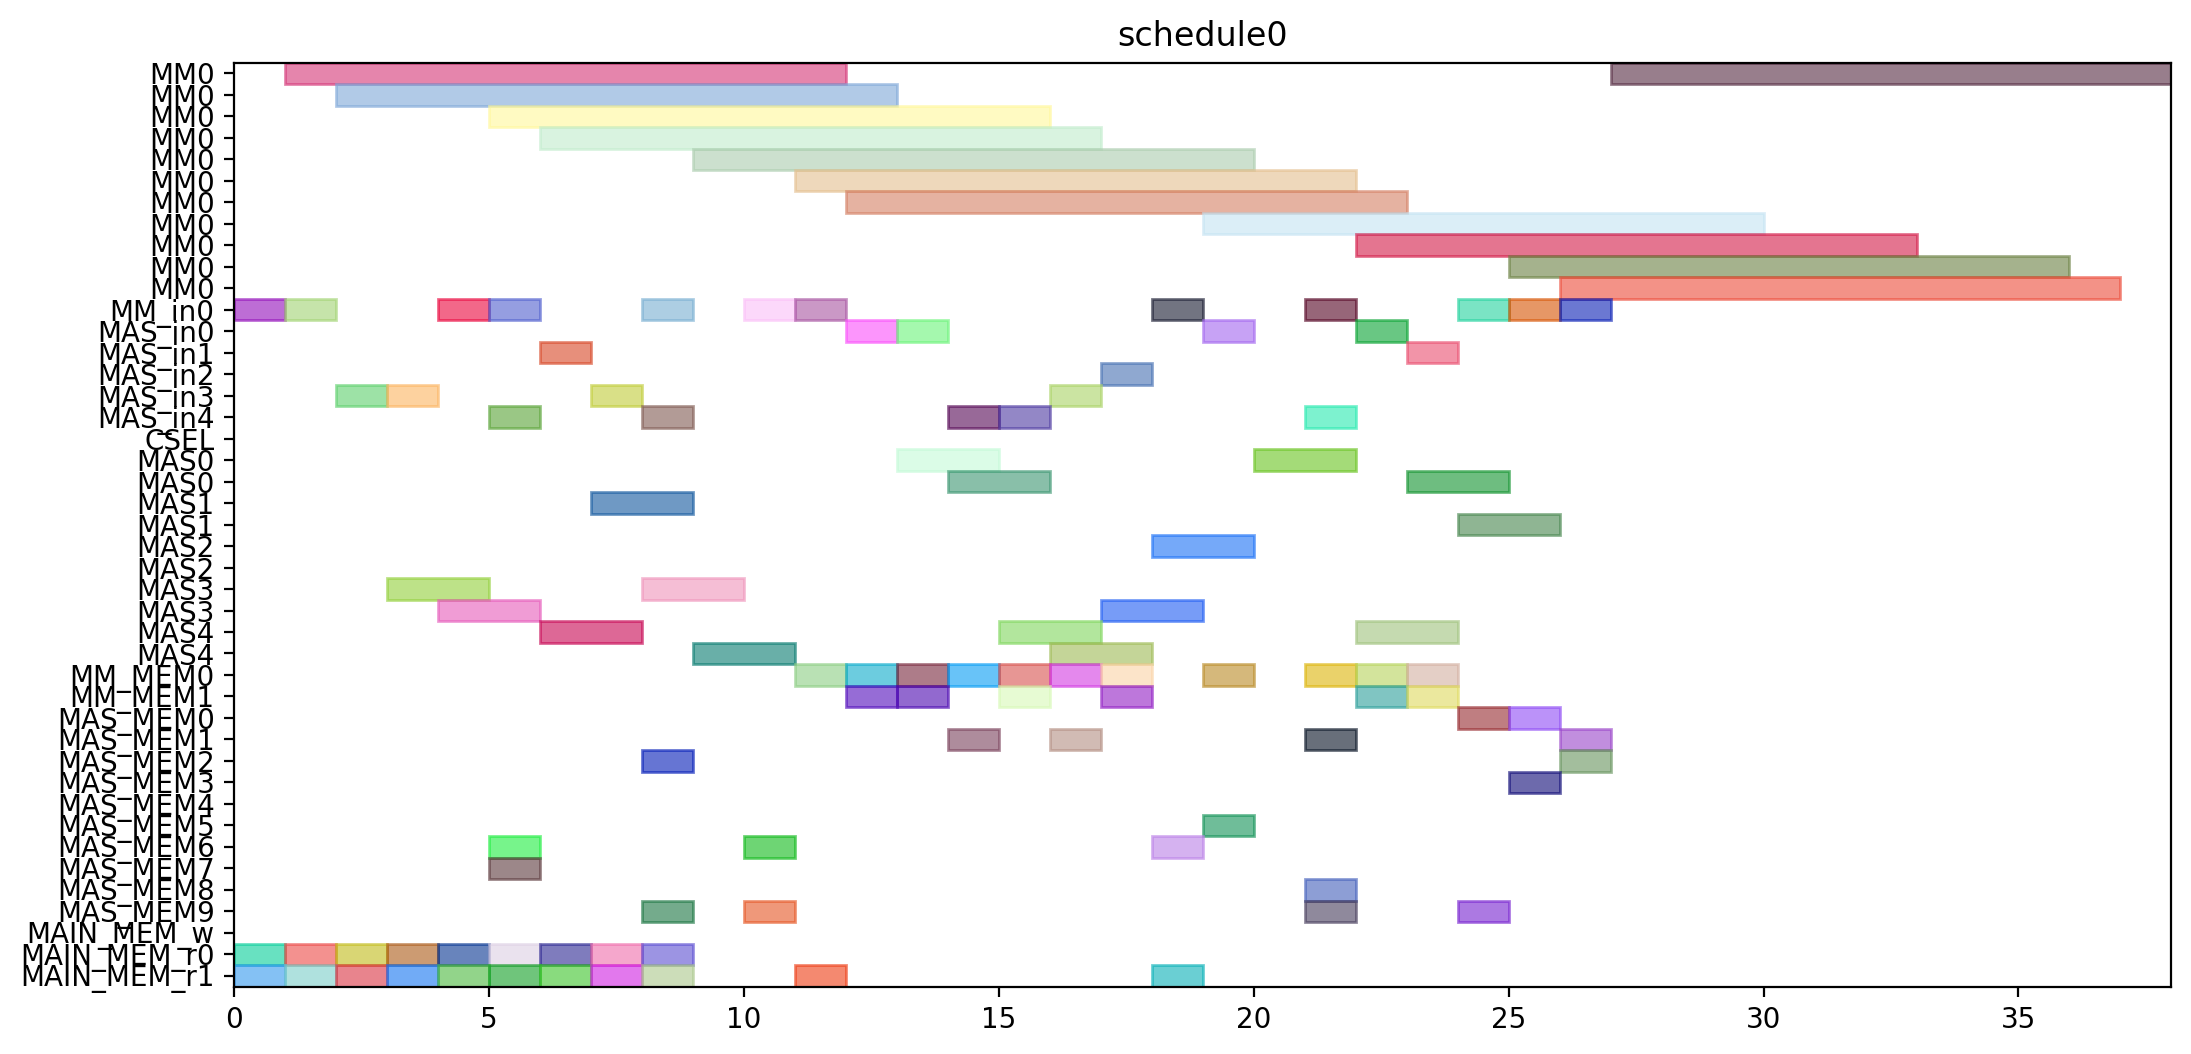 schedule0
MM0
MM0
MM0
MM0
MM0
MM0
MM0
MM0
MM0
MM0
MM0
MM_in0
MAS_in0
MAS_in1
MAS_in2
MAS_in3
MAS_in4
CSEL
MAS0
MAS0
MAS1
MAS1
MAS2
MAS2
MAS3
MAS3
MAS4
MAS4
MM_MEM0
MM_MEM1
MAS_MEM0
MAS_MEM1
MAS_MEM2
MAS_MEM3
MAS_MEM4
MAS_MEM5
MAS_MEM6
MAS_MEM7
MAS_MEM8
MAS_MEM9
MAIN_MEM_w
MAIN_MEM_r0
MAIN_MEM_r1
0 5 10 15 20 25 30 35